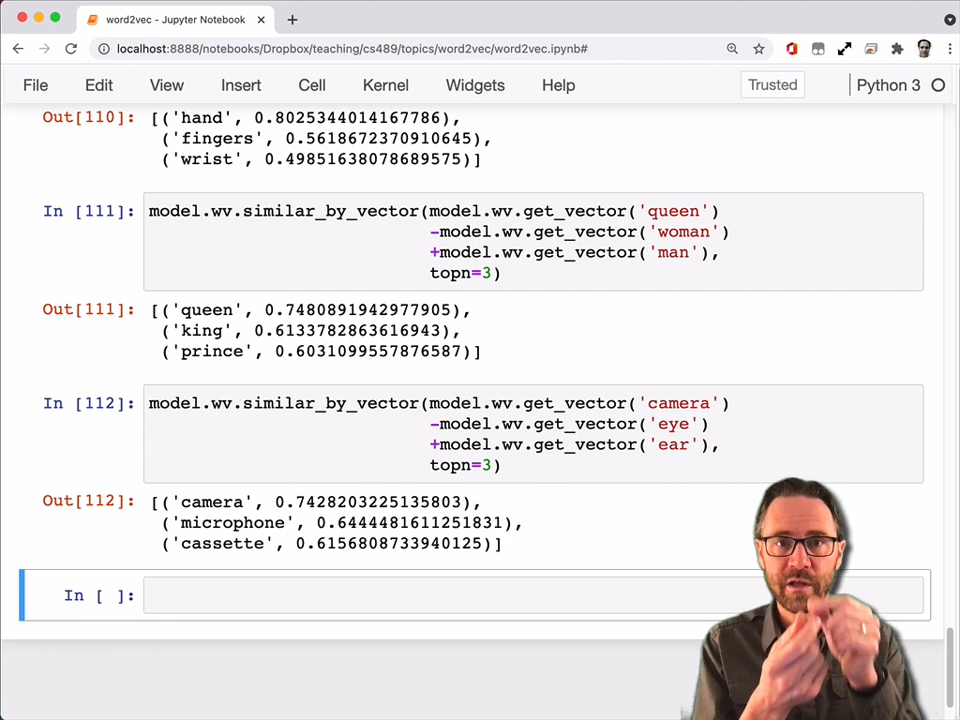 word2vec - Jupyter Notebook
localhost:8888/notebooks/Dropbox/teaching/cs489/topics/word2vec/word2vec.ipynb#
File Edit View Insert Cell Kernel Widgets Help Trusted Python 3
Out[110]: [('hand', 0.8025344014167786),
('fingers', 0.5618672370910645),
('wrist', 0.49851638078689575)]
In [111]: model.wv.similar_by_vector(model.wv.get_vector('queen')
-model.wv.get_vector('woman')
+model.wv.get_vector('man'),
topn=3)
Out[111]: [('queen', 0.7480891942977905),
('king', 0.6133782863616943),
('prince', 0.6031099557876587)]
In [112]: model.wv.similar_by_vector(model.wv.get_vector('camera')
-model.wv.get_vector('eye')
+model.wv.get_vector('ear'),
topn=3)
Out[112]: [('camera', 0.7428203225135803),
('microphone', 0.6444481611251831),
('cassette', 0.6156808733940125)]
In [ ]: